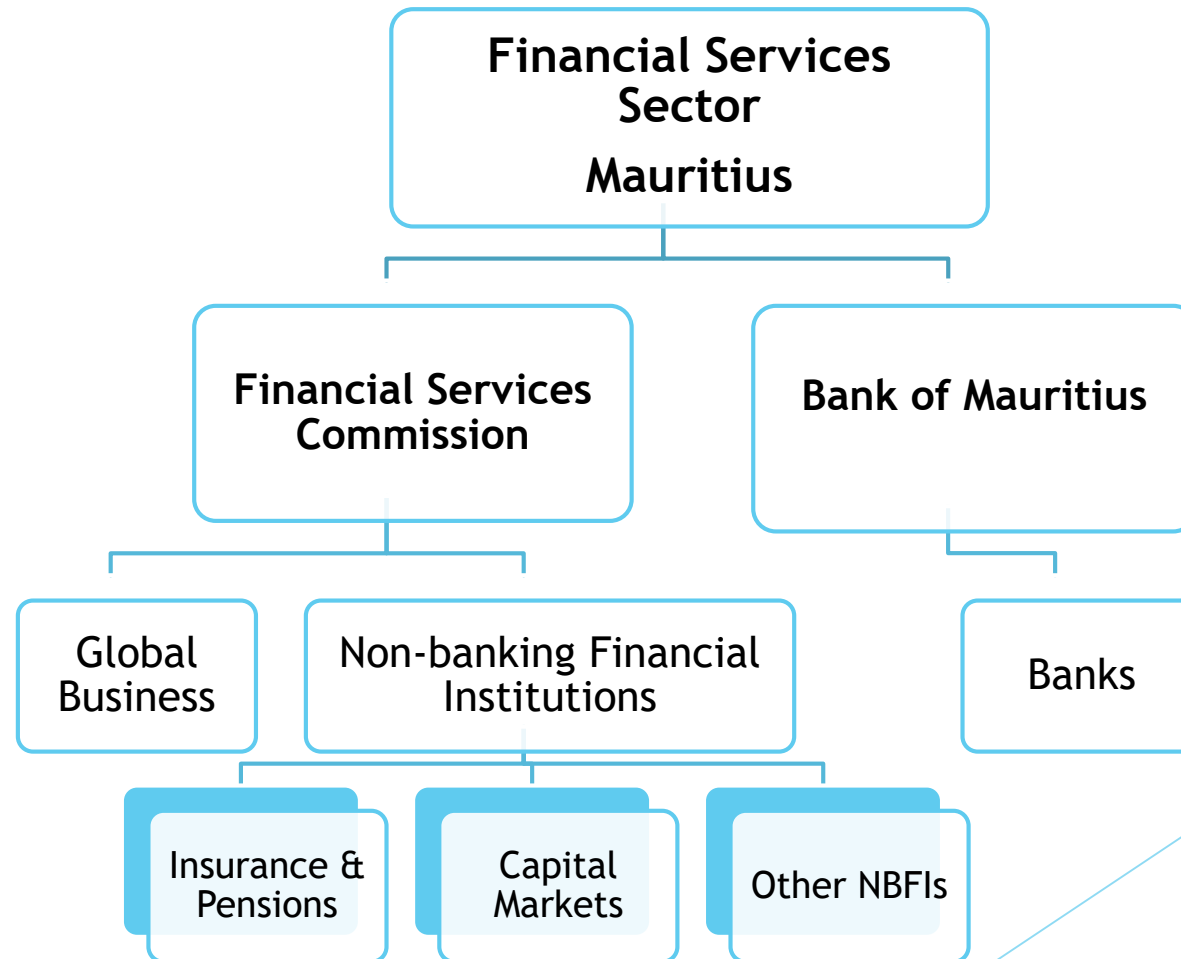 Financial Services
Sector
Mauritius
Financial Services
Commission
Bank of Mauritius
Global
Business
Non-banking Financial
Institutions
Banks
Insurance &
Pensions
Capital
Markets
Other NBFIs